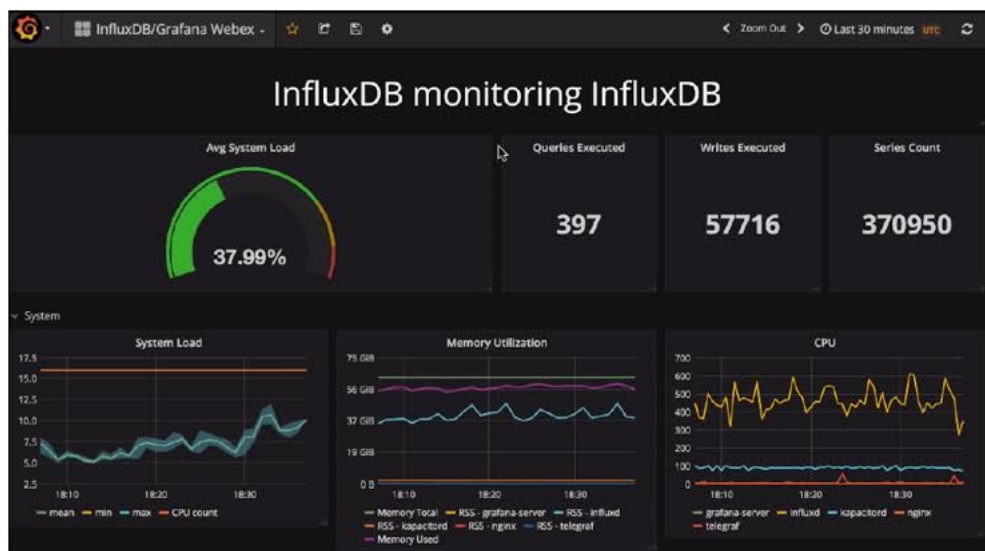 InfluxDB/Grafana Webex
Zoom Out
Last 30 minutes UTC
InfluxDB monitoring InfluxDB
Avg System Load
Queries Executed
Writes Executed
Series Count
37.99%
397
57716
370950
System
System Load
17.5
15.0
12.5
10.0
7.5
5.0
2.5
18:10 18:20 18:30
mean min max CPU count
Memory Utilization
75 GiB
56 GiB
37 GiB
19 GiB
0 B
18:10 18:20 18:30
Memory Total RSS - grafana-server RSS - influxd
RSS - kapacitord RSS - nginx RSS - telegraf
Memory Used
CPU
700
600
500
400
300
200
100
0
18:10 18:20 18:30
grafana-server influxd kapacitord nginx
telegraf